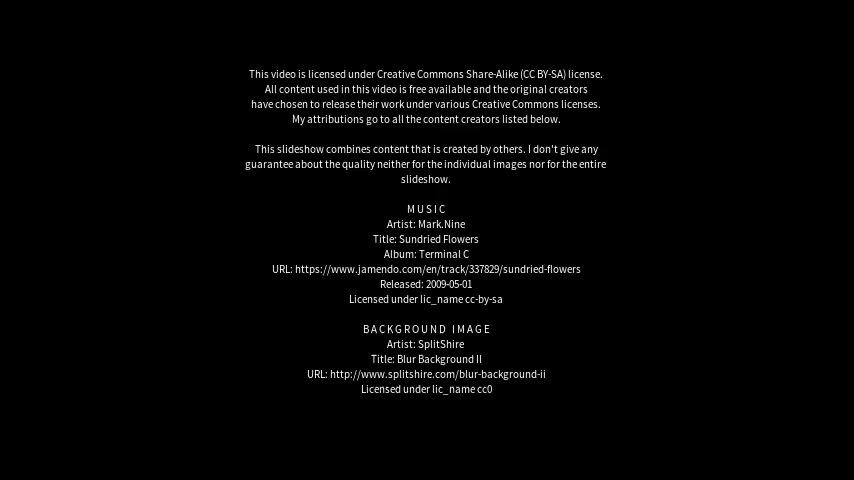 This video is licensed under Creative Commons Share-Alike (CC BY-SA) license.
All content used in this video is free available and the original creators
have chosen to release their work under various Creative Commons licenses.
My attributions go to all the content creators listed below.
This slideshow combines content that is created by others. I don't give any
guarantee about the quality neither for the individual images nor for the entire
slideshow.
MUSIC
Artist: Mark.Nine
Title: Sundried Flowers
Album: Terminal C
URL: https://www.jamendo.com/en/track/337829/sundried-flowers
Released: 2009-05-01
Licensed under lic_name cc-by-sa
BACKGROUND IMAGE
Artist: SplitShire
Title: Blur Background II
URL: http://www.splitshire.com/blur-background-ii
Licensed under lic_name cc0